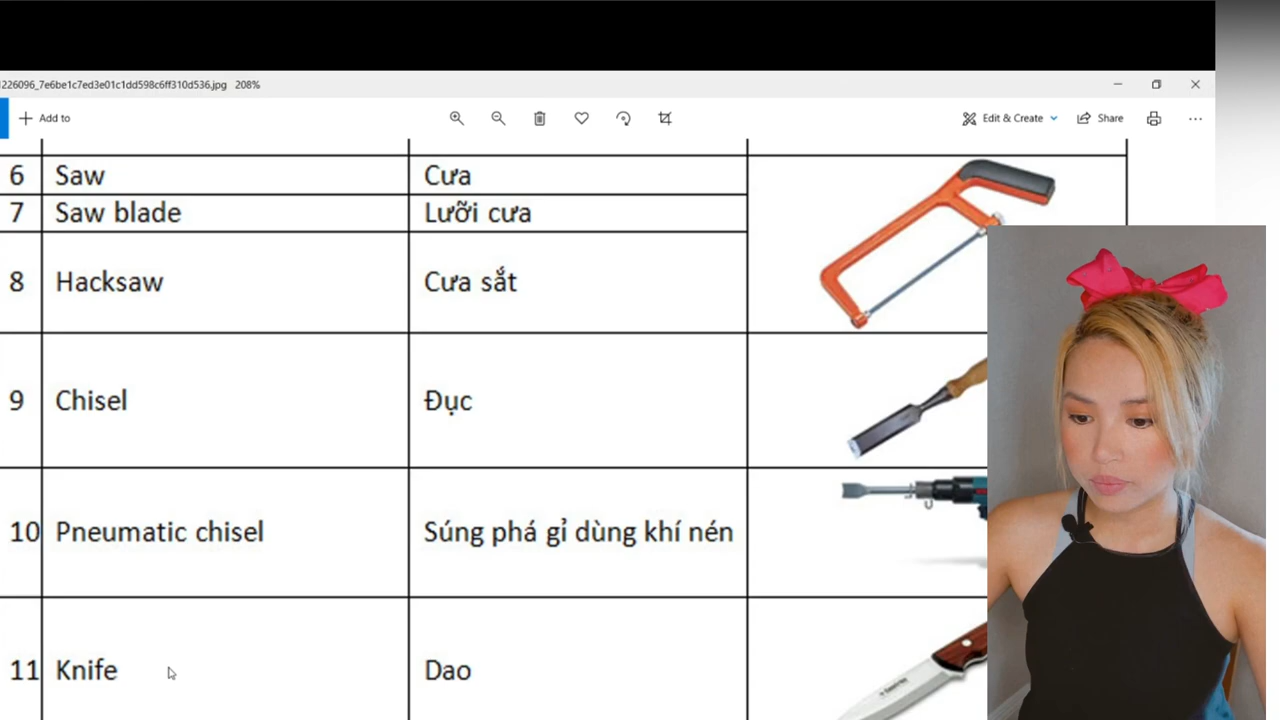 1226096_7e6be1c7ed3e01c1dd598c6ff310d536.jpg 208%
Add to
Edit & Create
Share
6 Saw Cưa
7 Saw blade Lưỡi cưa
8 Hacksaw Cưa sắt
9 Chisel Đục
10 Pneumatic chisel Súng phá gỉ dùng khí nén
11 Knife Dao